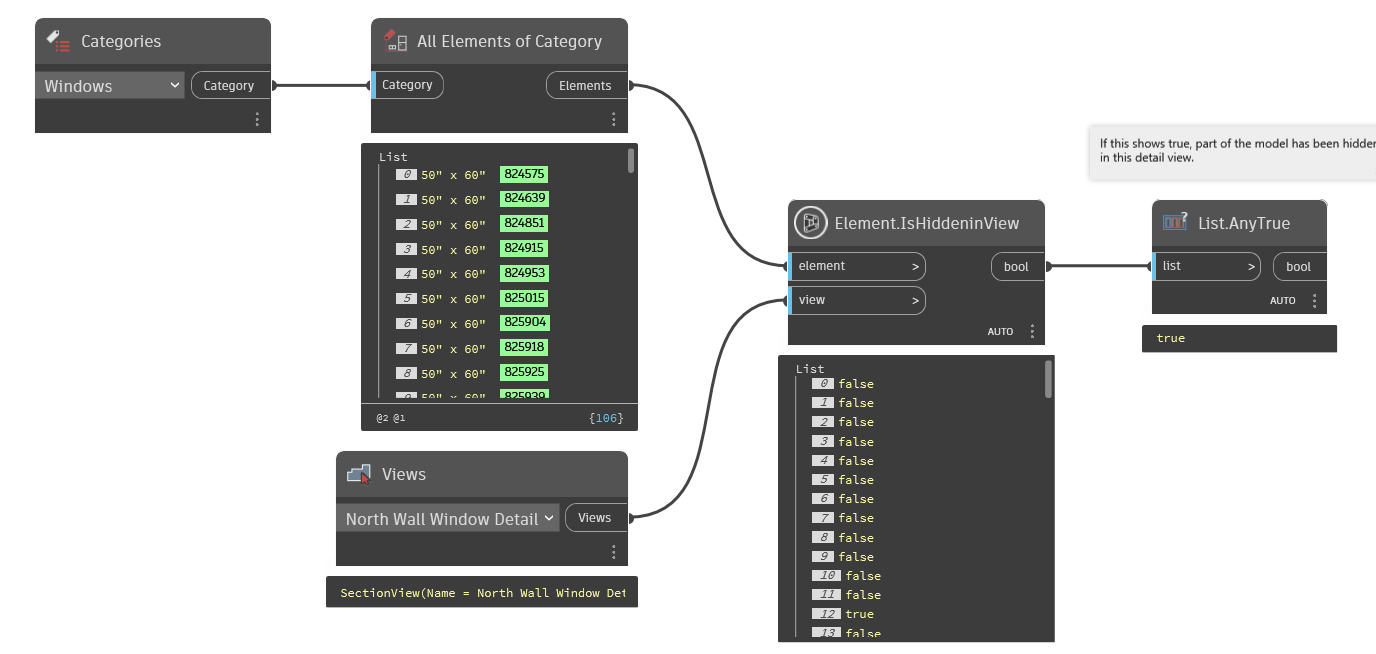 Categories
Windows
Category
All Elements of Category
Category
Elements
List
0 50" x 60" 824575
1 50" x 60" 824639
2 50" x 60" 824851
3 50" x 60" 824915
4 50" x 60" 824953
5 50" x 60" 825015
6 50" x 60" 825904
7 50" x 60" 825918
8 50" x 60" 825925
9 50" x 60" 825939
@2 @1
{106}
Views
North Wall Window Detail
Views
SectionView(Name = North Wall Window Det
Element.IsHiddeninView
element >
bool
view >
AUTO
List
0 false
1 false
2 false
3 false
4 false
5 false
6 false
7 false
8 false
9 false
10 false
11 false
12 true
13 false
If this shows true, part of the model has been hidden
in this detail view.
List.AnyTrue
list >
bool
AUTO
true